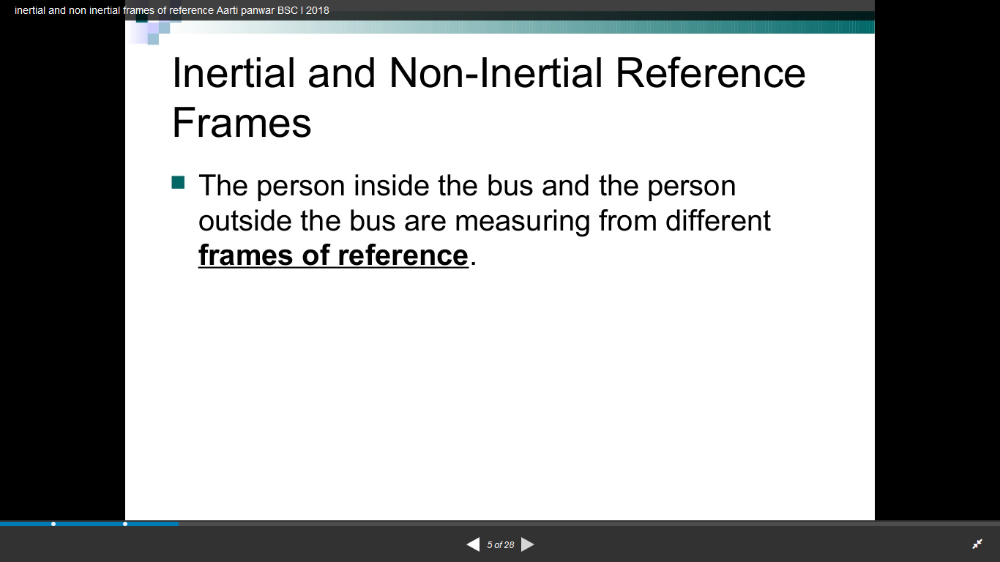 inertial and non inertial frames of reference Aarti panwar BSC I 2018
Inertial and Non-Inertial Reference
Frames
The person inside the bus and the person
outside the bus are measuring from different
frames of reference.
5 of 28